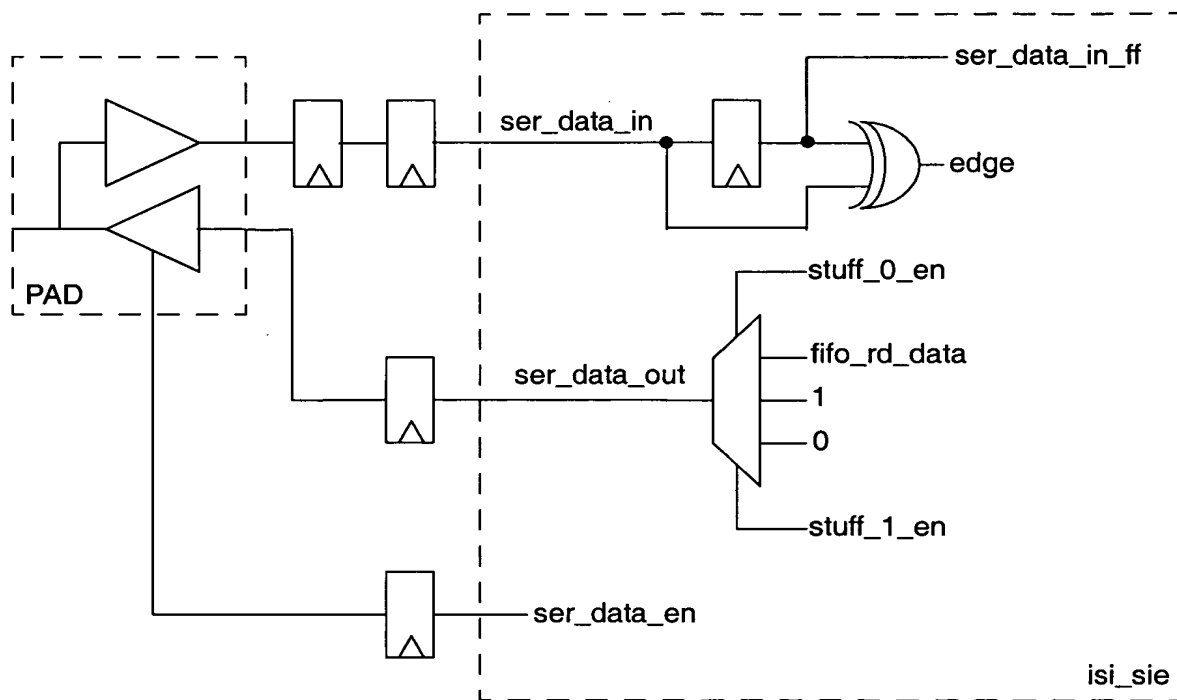 ser_data_in_ff
ser_data_in
edge
PAD
stuff_0_en
fifo_rd_data
ser_data_out
1
0
stuff_1_en
ser_data_en
isi_sie